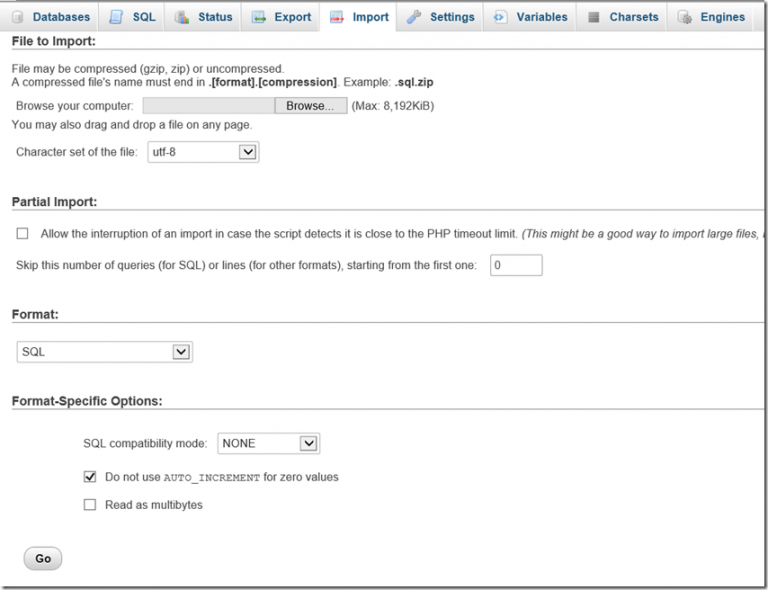 Databases SQL Status Export Import Settings Variables Charsets Engines
File to Import:
File may be compressed (gzip, zip) or uncompressed.
A compressed file's name must end in .[format].[compression]. Example: .sql.zip
Browse your computer: Browse... (Max: 8,192KiB)
You may also drag and drop a file on any page.
Character set of the file: utf-8
Partial Import:
Allow the interruption of an import in case the script detects it is close to the PHP timeout limit. (This might be a good way to import large files,
Skip this number of queries (for SQL) or lines (for other formats), starting from the first one: 0
Format:
SQL
Format-Specific Options:
SQL compatibility mode: NONE
Do not use AUTO_INCREMENT for zero values
Read as multibytes
Go